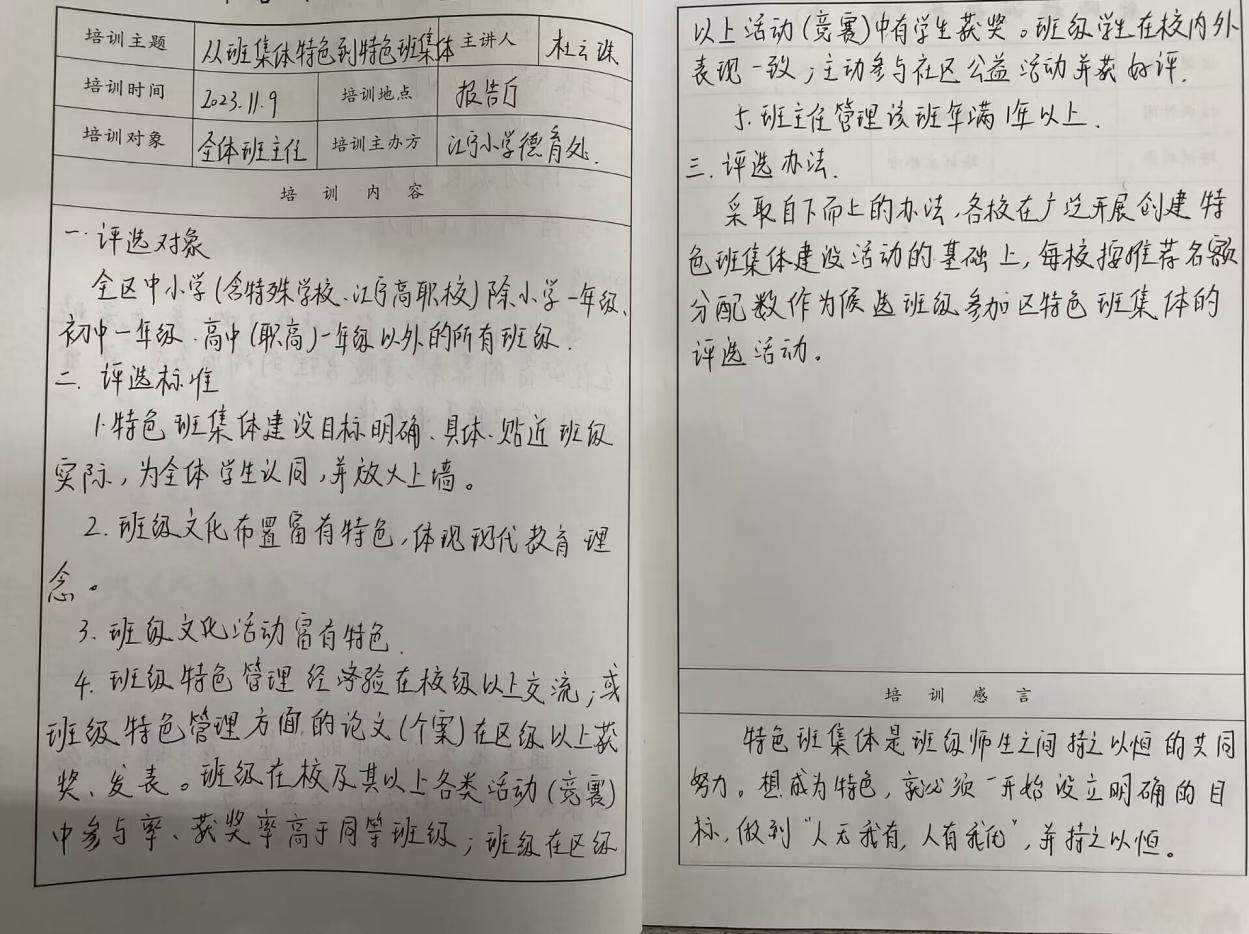 培训主题 从班集体特色到特色班集体 主讲人 杜云珠
培训时间 2023.11.9 培训地点 报告厅
培训对象 全体班主任 培训主办方 江宁小学德育处.
培 训 内 容
一. 评选对象
全区中小学(含特殊学校、江宁高职校)除小学一年级、
初中一年级、高中(职高)一年级以外的所有班级.
二. 评选标准
1.特色班集体建设目标明确、具体、贴近班级
实际,为全体学生认同,并放大上墙。
2. 班级文化布置富有特色,体现现代教育理
念。
3. 班级文化活动富有特色.
4. 班级特色管理经济验在校级以上交流;或
班级特色管理方面的论文(个案)在区级以上获
奖、发表。班级在校及其以上各类活动(竞赛)
中参与率、获奖率高于同等班级;班级在区级
以上活动(竞赛)中有学生获奖。班级学生在校内外
表现一致,主动参与社区公益活动并获好评.
5. 班主任管理该班年满1年以上.
三. 评选办法.
采取自下而上的办法,各校在广泛开展创建特
色班集体建设活动的基础上,每校按推荐名额
分配数作为候选班级参加区特色班集体的
评选活动。
培 训 感 言
特色班集体是班级师生之间持之以恒的共同
努力。想成为特色,就必须一开始设立明确的目
标,做到“人无我有,人有我优”,并持之以恒。